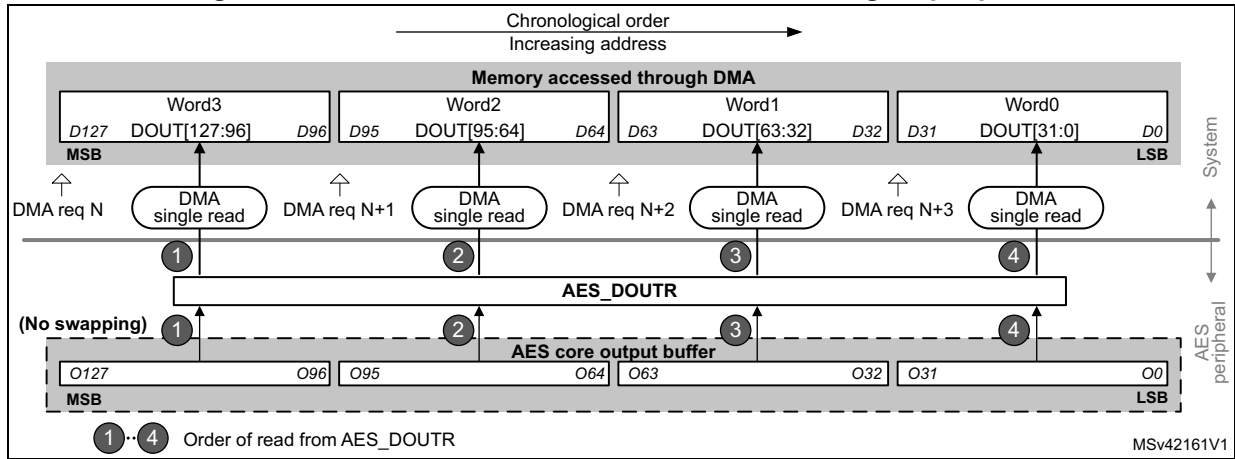 Chronological order
Increasing address
Memory accessed through DMA
Word3 Word2 Word1 Word0
D127 DOUT[127:96] D96 D95 DOUT[95:64] D64 D63 DOUT[63:32] D32 D31 DOUT[31:0] D0
MSB LSB
System
DMA req N DMA single read DMA req N+1 DMA single read DMA req N+2 DMA single read DMA req N+3 DMA single read
1 2 3 4
AES_DOUTR
(No swapping) 1 2 3 4
AES peripheral
AES core output buffer
O127 O96 O95 O64 O63 O32 O31 O0
MSB LSB
1··4 Order of read from AES_DOUTR
MSv42161V1